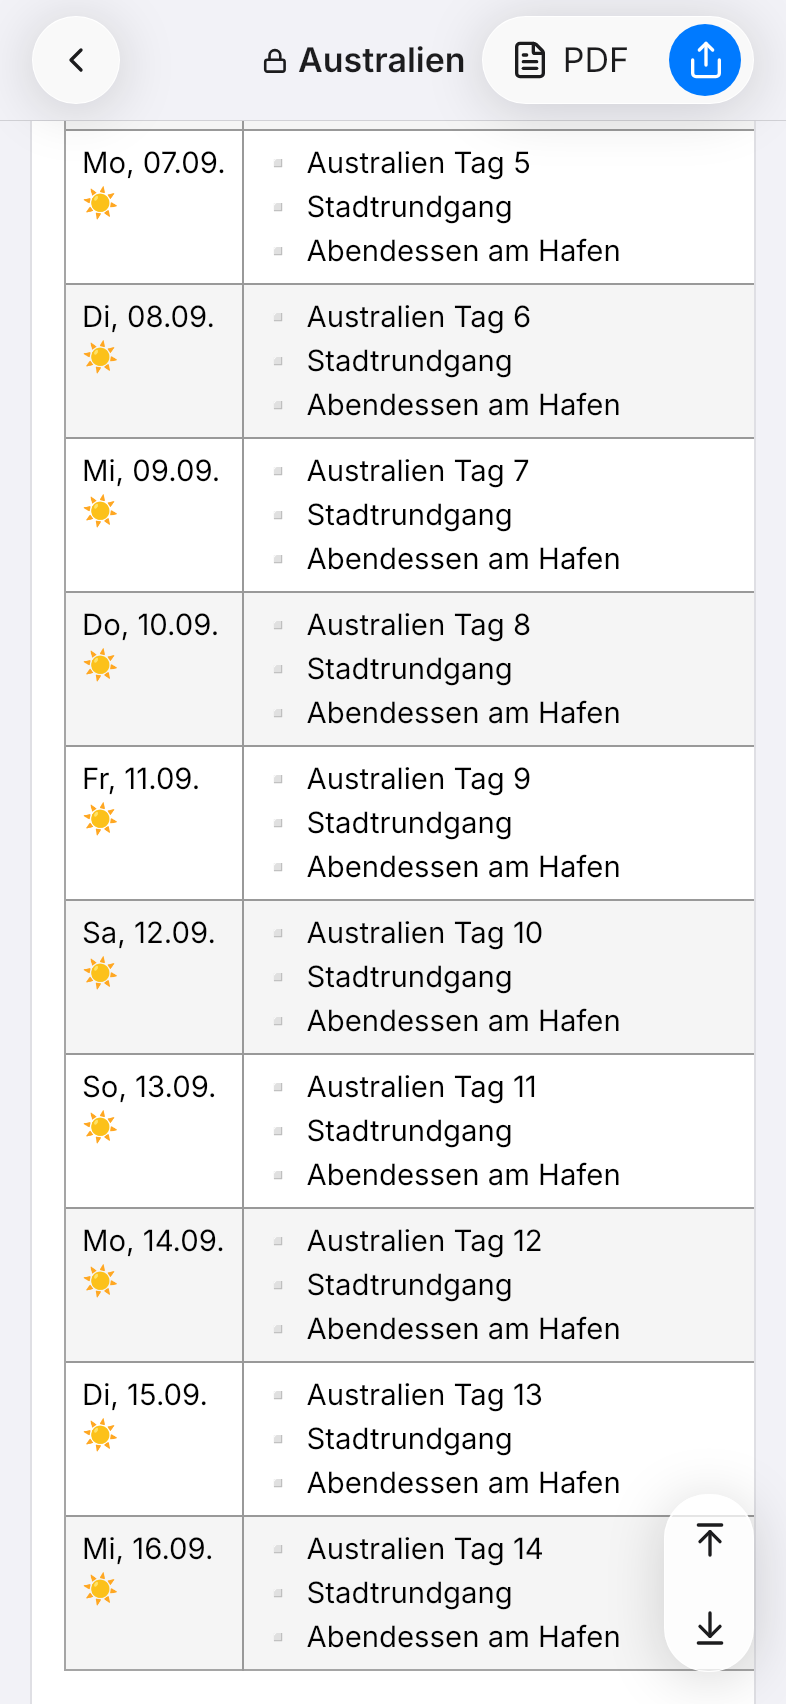 Australien
PDF
Mo, 07.09.
Australien Tag 5
Stadtrundgang
Abendessen am Hafen
Di, 08.09.
Australien Tag 6
Stadtrundgang
Abendessen am Hafen
Mi, 09.09.
Australien Tag 7
Stadtrundgang
Abendessen am Hafen
Do, 10.09.
Australien Tag 8
Stadtrundgang
Abendessen am Hafen
Fr, 11.09.
Australien Tag 9
Stadtrundgang
Abendessen am Hafen
Sa, 12.09.
Australien Tag 10
Stadtrundgang
Abendessen am Hafen
So, 13.09.
Australien Tag 11
Stadtrundgang
Abendessen am Hafen
Mo, 14.09.
Australien Tag 12
Stadtrundgang
Abendessen am Hafen
Di, 15.09.
Australien Tag 13
Stadtrundgang
Abendessen am Hafen
Mi, 16.09.
Australien Tag 14
Stadtrundgang
Abendessen am Hafen